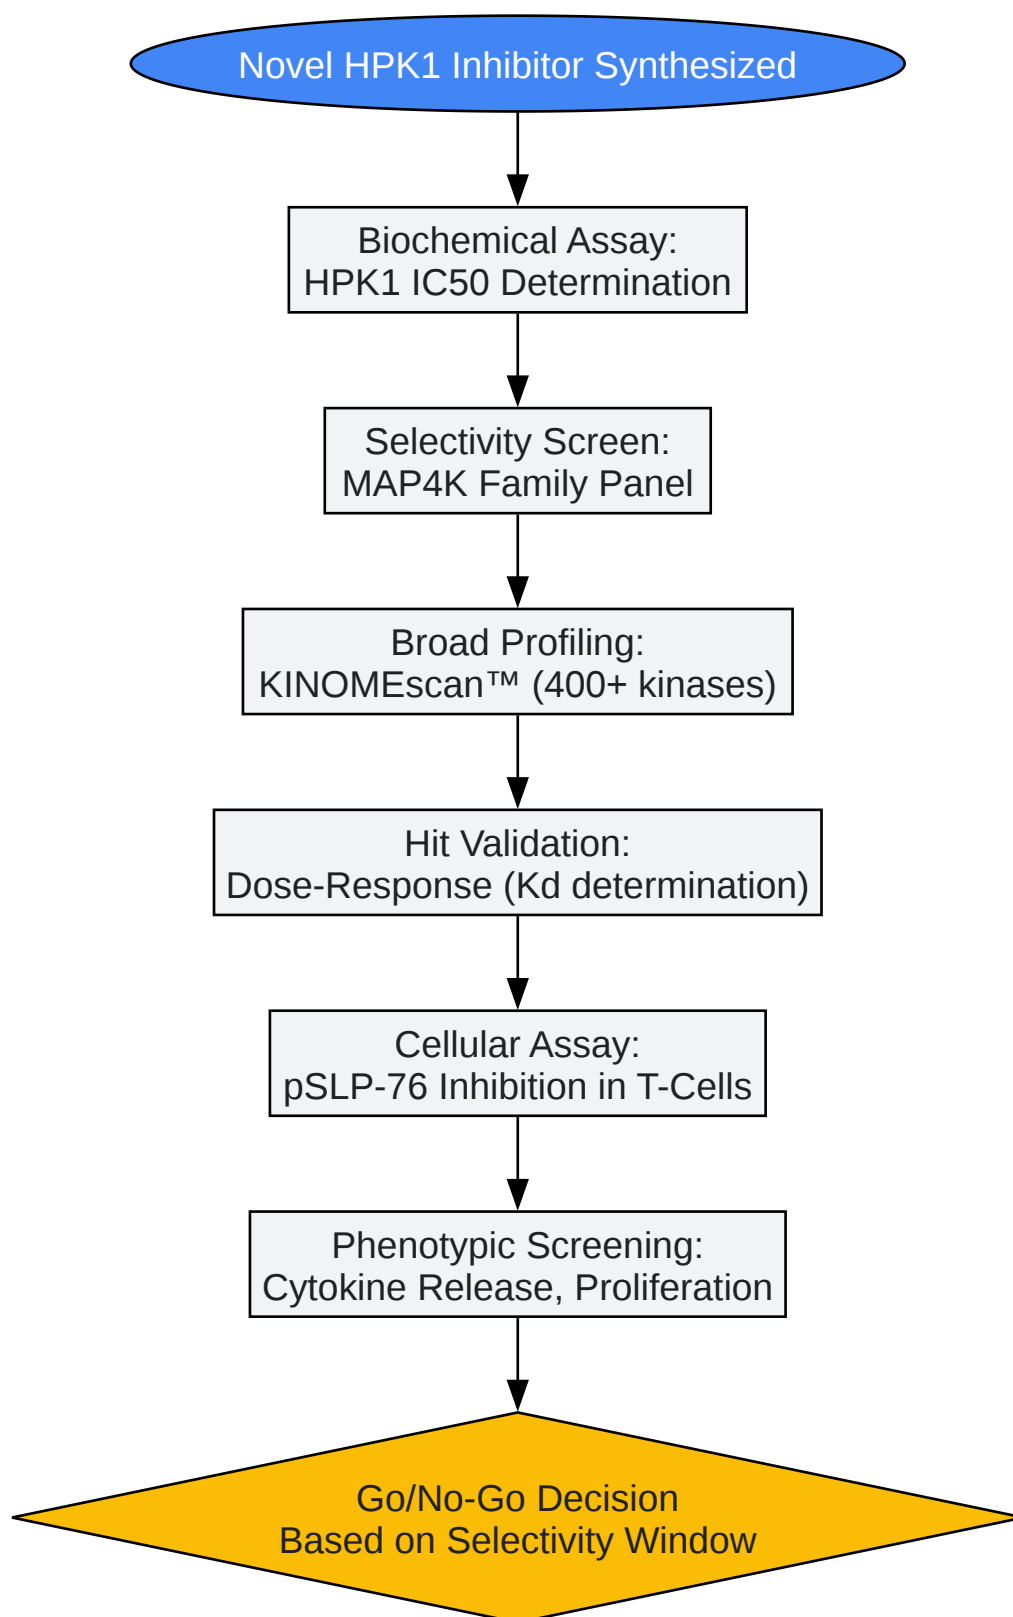 Novel HPK1 Inhibitor Synthesized
Biochemical Assay:
HPK1 IC50 Determination
Selectivity Screen:
MAP4K Family Panel
Broad Profiling:
KINOMEscan™ (400+ kinases)
Hit Validation:
Dose-Response (Kd determination)
Cellular Assay:
pSLP-76 Inhibition in T-Cells
Phenotypic Screening:
Cytokine Release, Proliferation
Go/No-Go Decision
Based on Selectivity Window